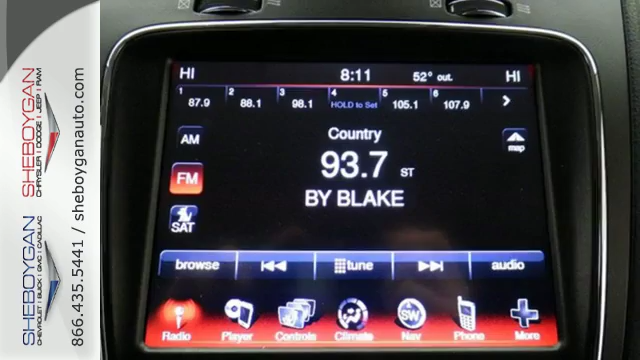 HI 8:11 52° out. HI
1 2 3 4 5 6
87.9 88.1 98.1 HOLD to Set 105.1 107.9
AM
FM
SAT
Country
93.7 ST
BY BLAKE
map
browse tune audio
Radio Player Controls Climate Nav Phone More
SW
SHEBOYGAN
CHRYSLER | DODGE | JEEP | RAM
SHEBOYGAN
CHEVROLET | BUICK | GMC | CADILLAC
866.435.5441 / sheboyganauto.com